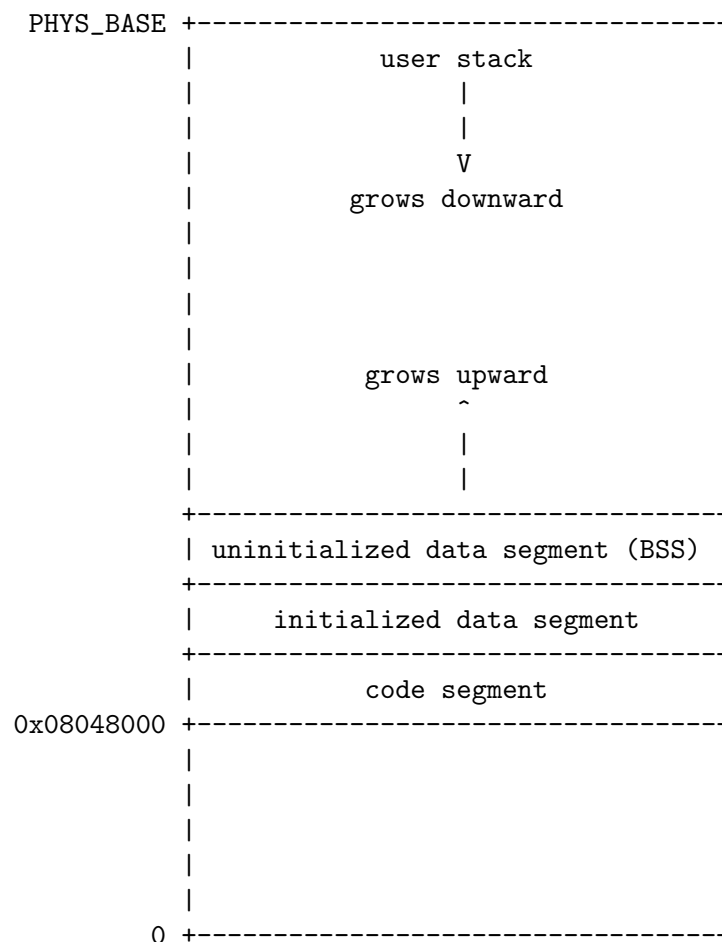 PHYS_BASE +----------------------------------
|            user stack
|                 |
|                 |
|                 V
|          grows downward
|
|
|
|
|           grows upward
|                 ^
|                 |
|                 |
+----------------------------------
| uninitialized data segment (BSS)
+----------------------------------
|     initialized data segment
+----------------------------------
|           code segment
0x08048000 +----------------------------------
|
|
|
|
|
0 +----------------------------------